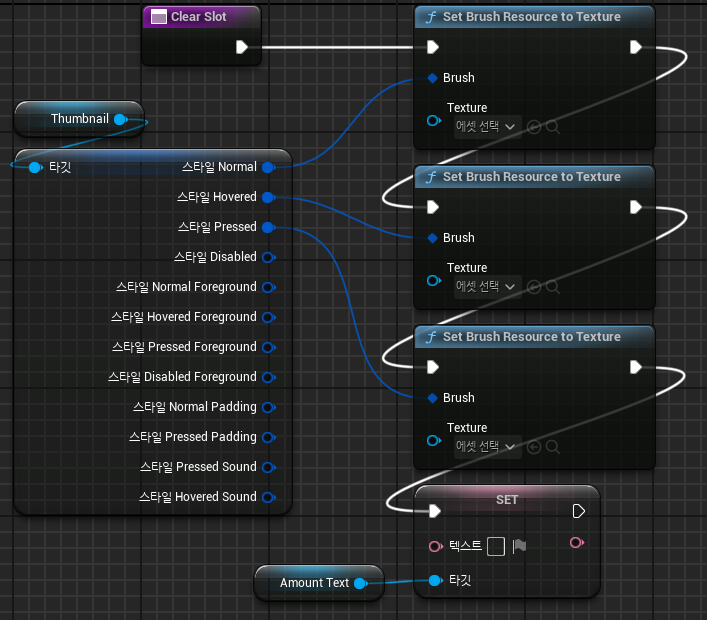 Clear Slot
Thumbnail
타깃
스타일 Normal
스타일 Hovered
스타일 Pressed
스타일 Disabled
스타일 Normal Foreground
스타일 Hovered Foreground
스타일 Pressed Foreground
스타일 Disabled Foreground
스타일 Normal Padding
스타일 Pressed Padding
스타일 Pressed Sound
스타일 Hovered Sound
f Set Brush Resource to Texture
Brush
Texture
에셋 선택
f Set Brush Resource to Texture
Brush
Texture
에셋 선택
f Set Brush Resource to Texture
Brush
Texture
에셋 선택
SET
텍스트
타깃
Amount Text